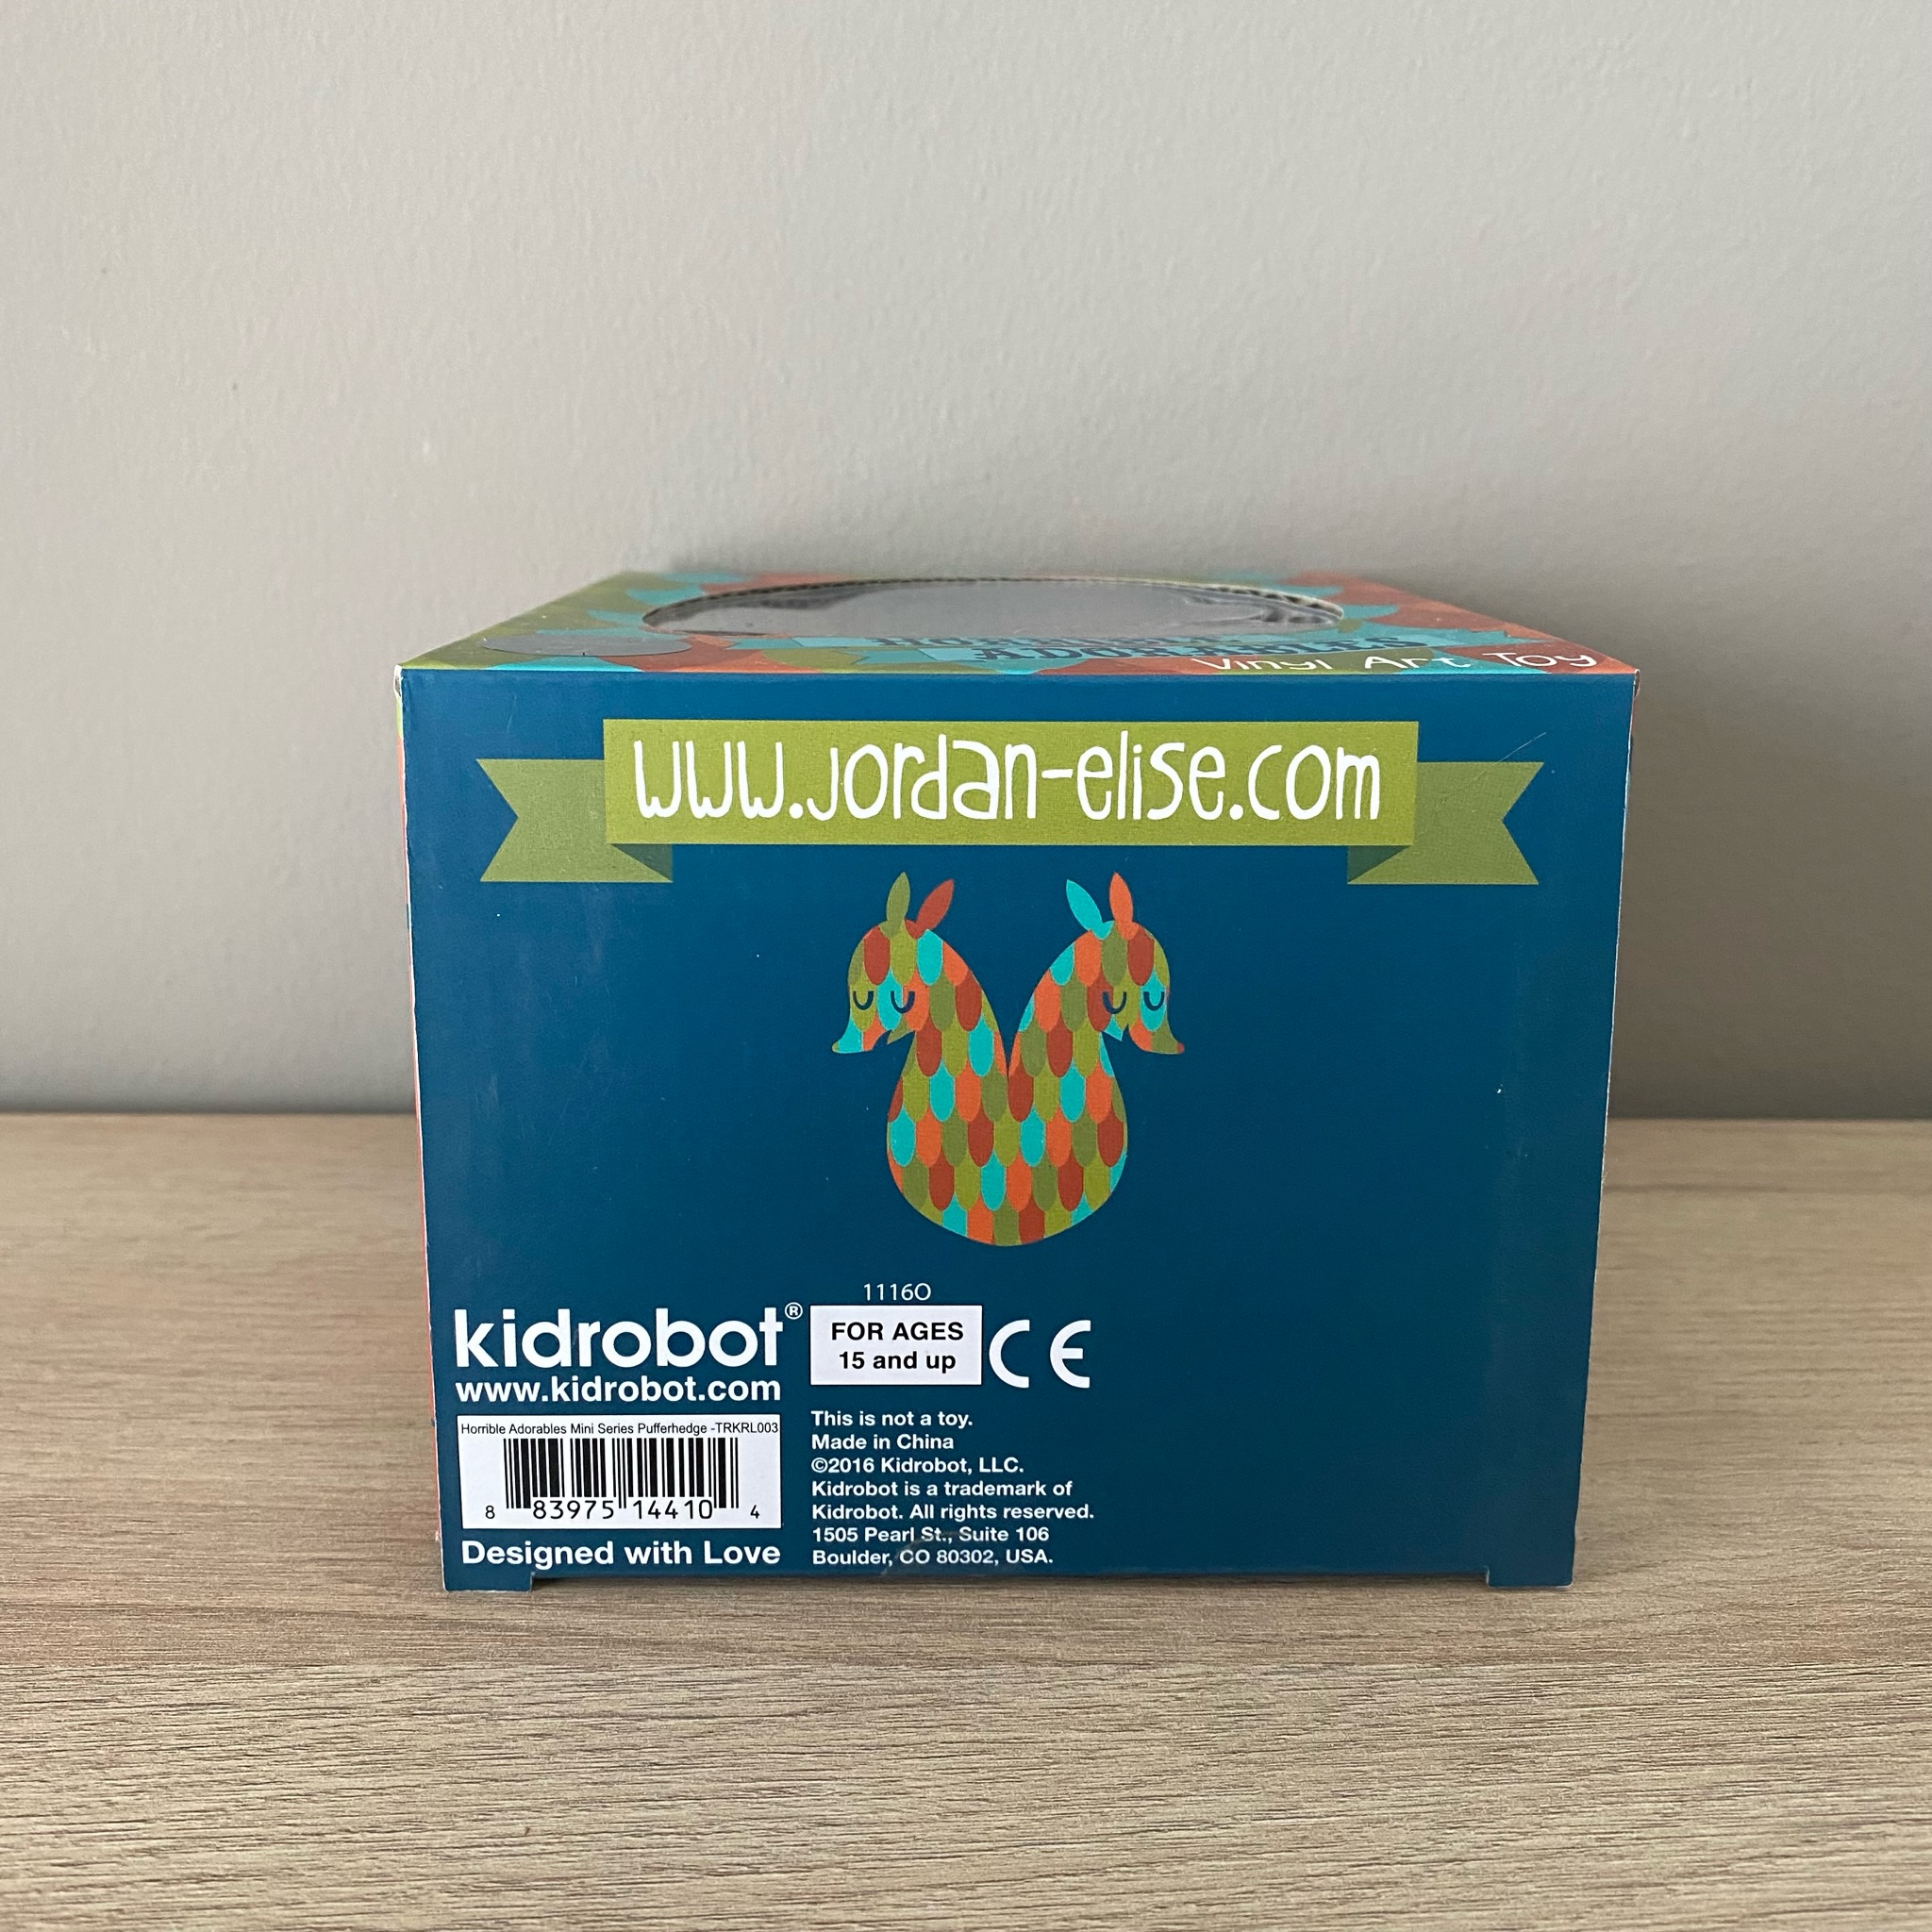 HORRIBLE
ADORABLES
Vinyl Art Toy
www.jordan-elise.com
11160
kidrobot®
www.kidrobot.com
FOR AGES
15 and up
CE
Horrible Adorables Mini Series Pufferhedge -TRKRL003
8 83975 14410 4
Designed with Love
This is not a toy.
Made in China
©2016 Kidrobot, LLC.
Kidrobot is a trademark of
Kidrobot. All rights reserved.
1505 Pearl St., Suite 106
Boulder, CO 80302, USA.